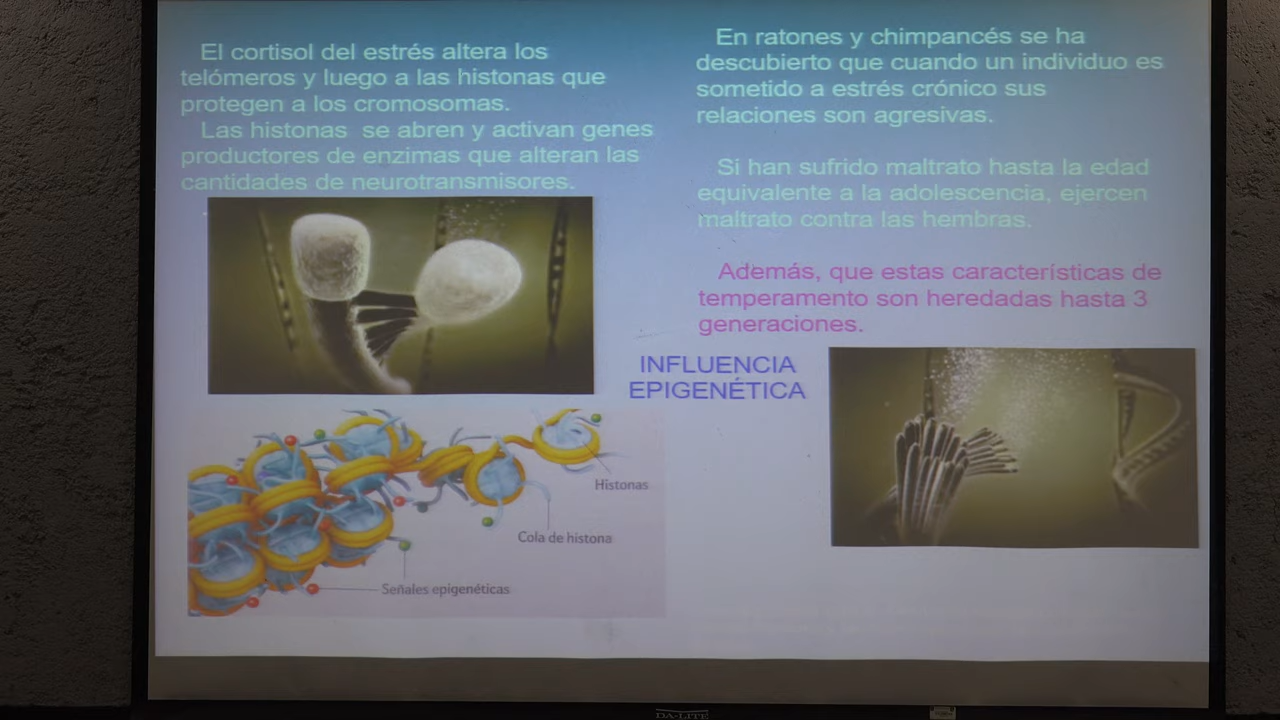 El cortisol del estrés altera los
telómeros y luego a las histonas que
protegen a los cromosomas.
Las histonas se abren y activan genes
productores de enzimas que alteran las
cantidades de neurotransmisores.
En ratones y chimpancés se ha
descubierto que cuando un individuo es
sometido a estrés crónico sus
relaciones son agresivas.
Si han sufrido maltrato hasta la edad
equivalente a la adolescencia, ejercen
maltrato contra las hembras.
Además, que estas características de
temperamento son heredadas hasta 3
generaciones.
INFLUENCIA
EPIGENÉTICA
Histonas
Cola de histona
Señales epigenéticas
DA-LITE